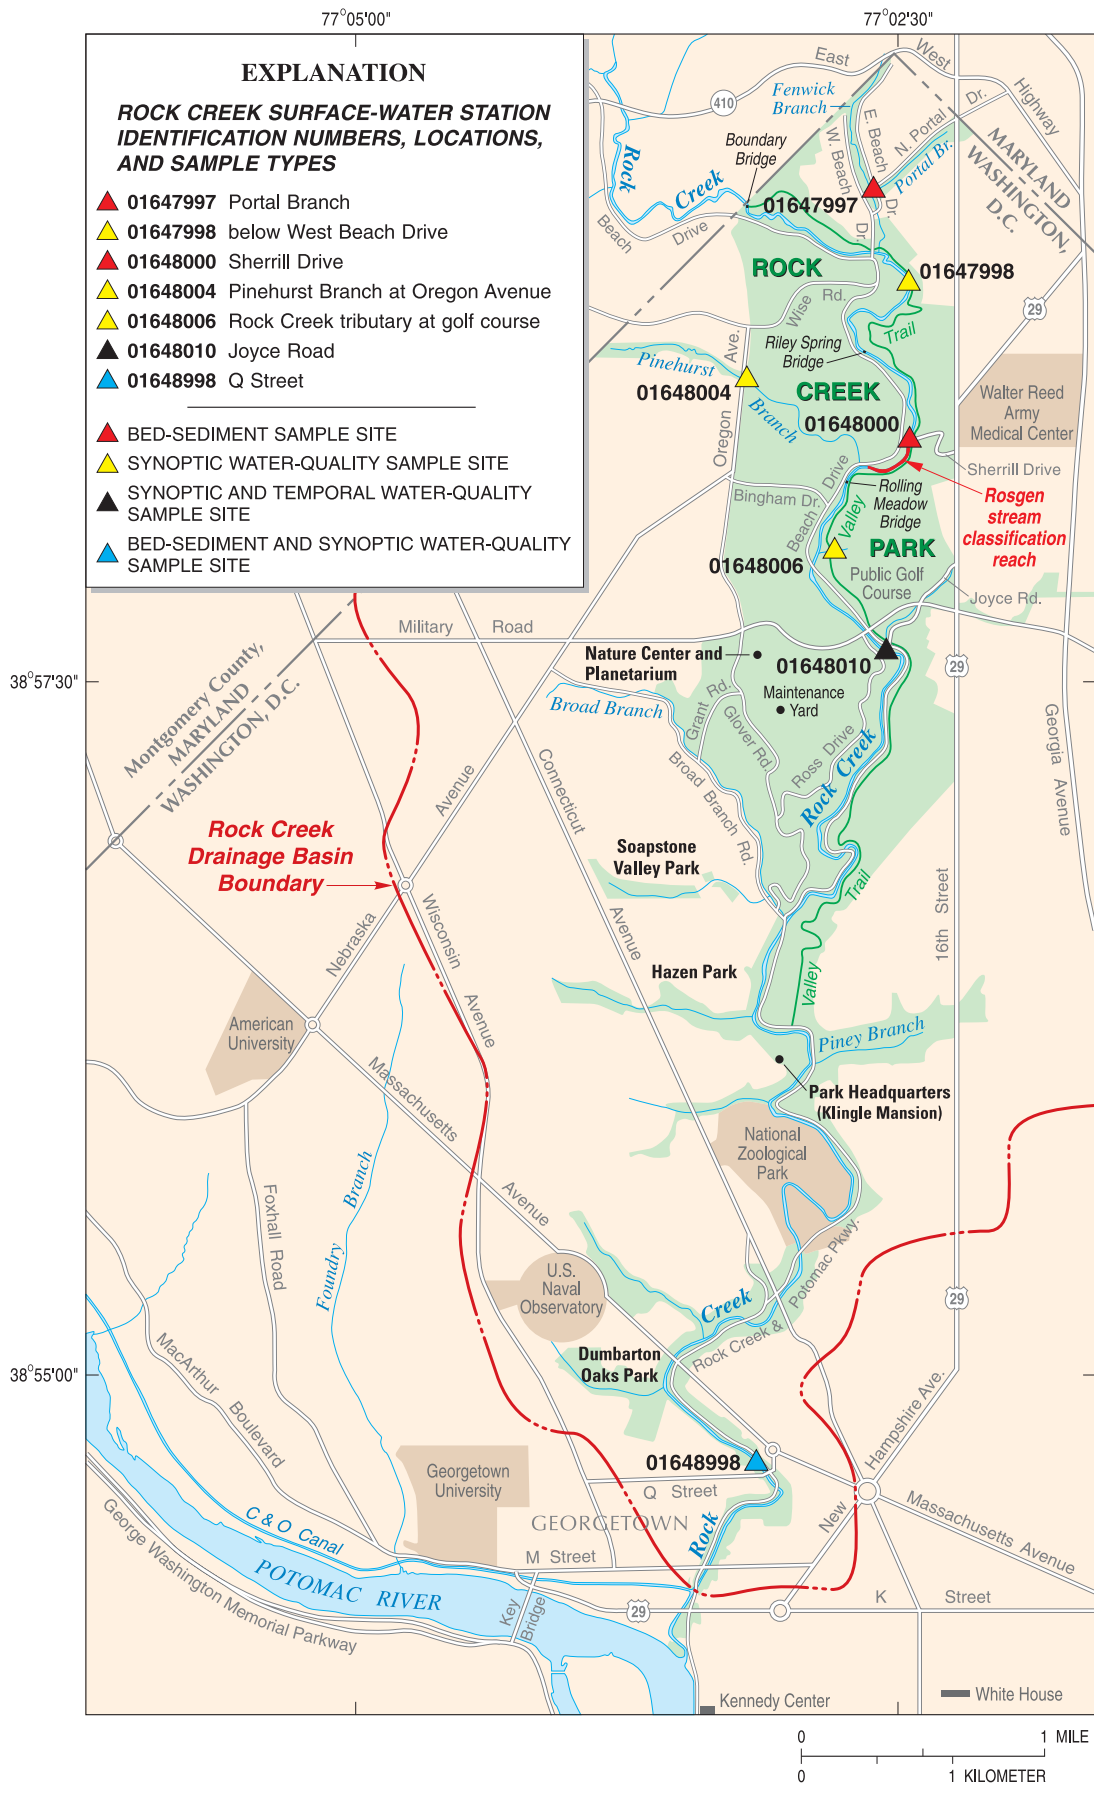 77°05'00"
77°02'30"
EXPLANATION
ROCK CREEK SURFACE-WATER STATION
IDENTIFICATION NUMBERS, LOCATIONS,
AND SAMPLE TYPES
01647997 Portal Branch
01647998 below West Beach Drive
01648000 Sherrill Drive
01648004 Pinehurst Branch at Oregon Avenue
01648006 Rock Creek tributary at golf course
01648010 Joyce Road
01648998 Q Street
BED-SEDIMENT SAMPLE SITE
SYNOPTIC WATER-QUALITY SAMPLE SITE
SYNOPTIC AND TEMPORAL WATER-QUALITY
SAMPLE SITE
BED-SEDIMENT AND SYNOPTIC WATER-QUALITY
SAMPLE SITE
East
West
Highway
410
Fenwick
Branch
E. Beach
Dr.
W. Beach
Dr.
N. Portal
Dr.
Portal Br.
MARYLAND
WASHINGTON,
D.C.
Boundary
Bridge
Rock
Creek
Beach
Drive
01647997
01647998
ROCK
Wise
Rd.
Trail
29
Riley Spring
Bridge
Ave.
Oregon
Pinehurst
Branch
01648004
CREEK
01648000
Walter Reed
Army
Medical Center
Sherrill Drive
Rolling
Meadow
Bridge
Rosgen
stream
classification
reach
Bingham Dr.
Beach
Drive
Valley
PARK
01648006
Public Golf
Course
Joyce Rd.
Military Road
Nature Center and
Planetarium
01648010
29
38°57'30"
Montgomery County,
MARYLAND
WASHINGTON, D.C.
Broad Branch
Grant Rd.
Glover Rd.
Maintenance
Yard
Ross Drive
Rock Creek
Broad Branch Rd.
Georgia Avenue
Connecticut
Avenue
Avenue
Nebraska
Rock Creek
Drainage Basin
Boundary
Soapstone
Valley Park
Trail
Valley
16th Street
Wisconsin
Avenue
Hazen Park
American
University
Piney Branch
Park Headquarters
(Klingle Mansion)
Massachusetts
Avenue
National
Zoological
Park
Foundry
Branch
Foxhall Road
U.S.
Naval
Observatory
Creek
Rock Creek &
Potomac Pkwy.
29
38°55'00"
Dumbarton
Oaks Park
MacArthur
Boulevard
01648998
Q Street
New
Hampshire Ave.
Massachusetts Avenue
Georgetown
University
GEORGETOWN
Rock
C & O Canal
M Street
POTOMAC RIVER
George Washington Memorial Parkway
Key
Bridge
29
K Street
Kennedy Center
White House
0 1 MILE
0 1 KILOMETER